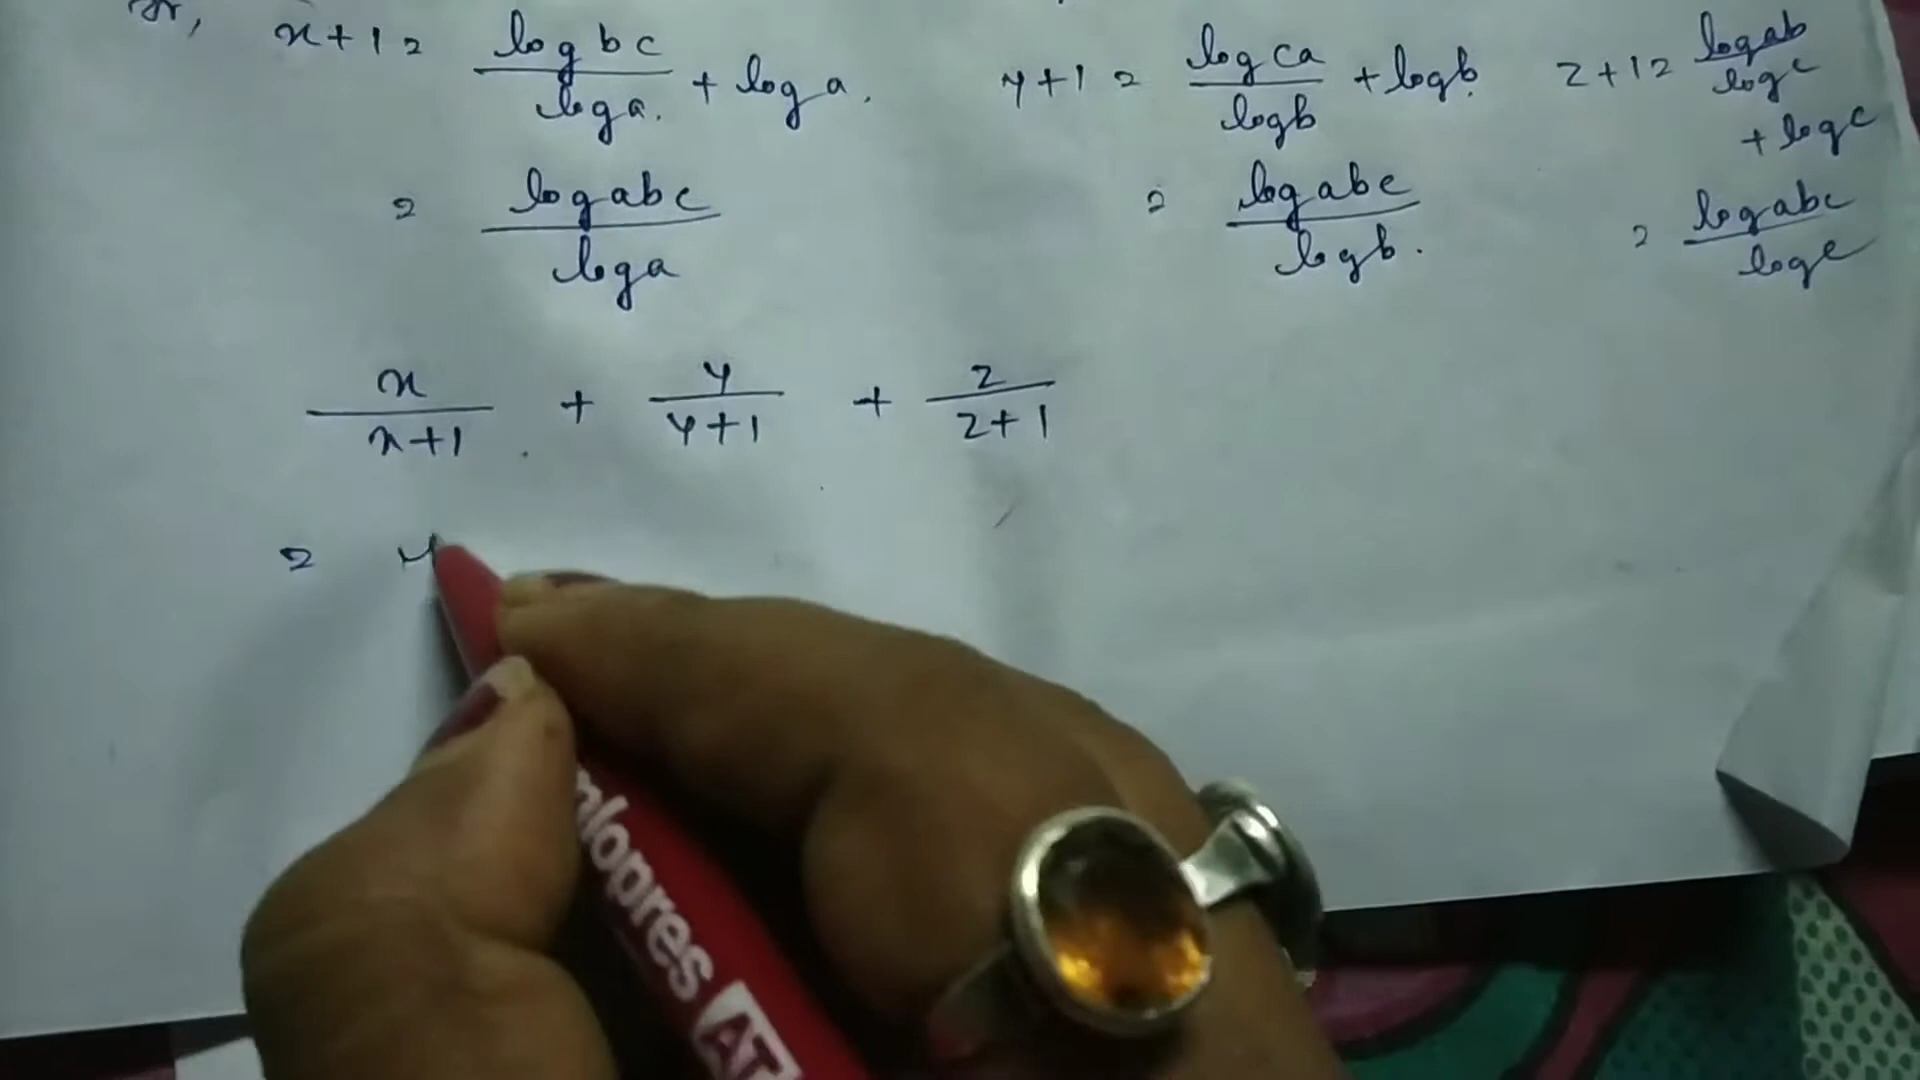 x+1 = log bc / log a. + log a.
y+1 = log ca / log b + log b.
z+1 = log ab / log c + log c
= log abc / log a
= log abc / log b.
= log abc / log c
x / x+1 + y / y+1 + z / z+1
=
lopres
AT